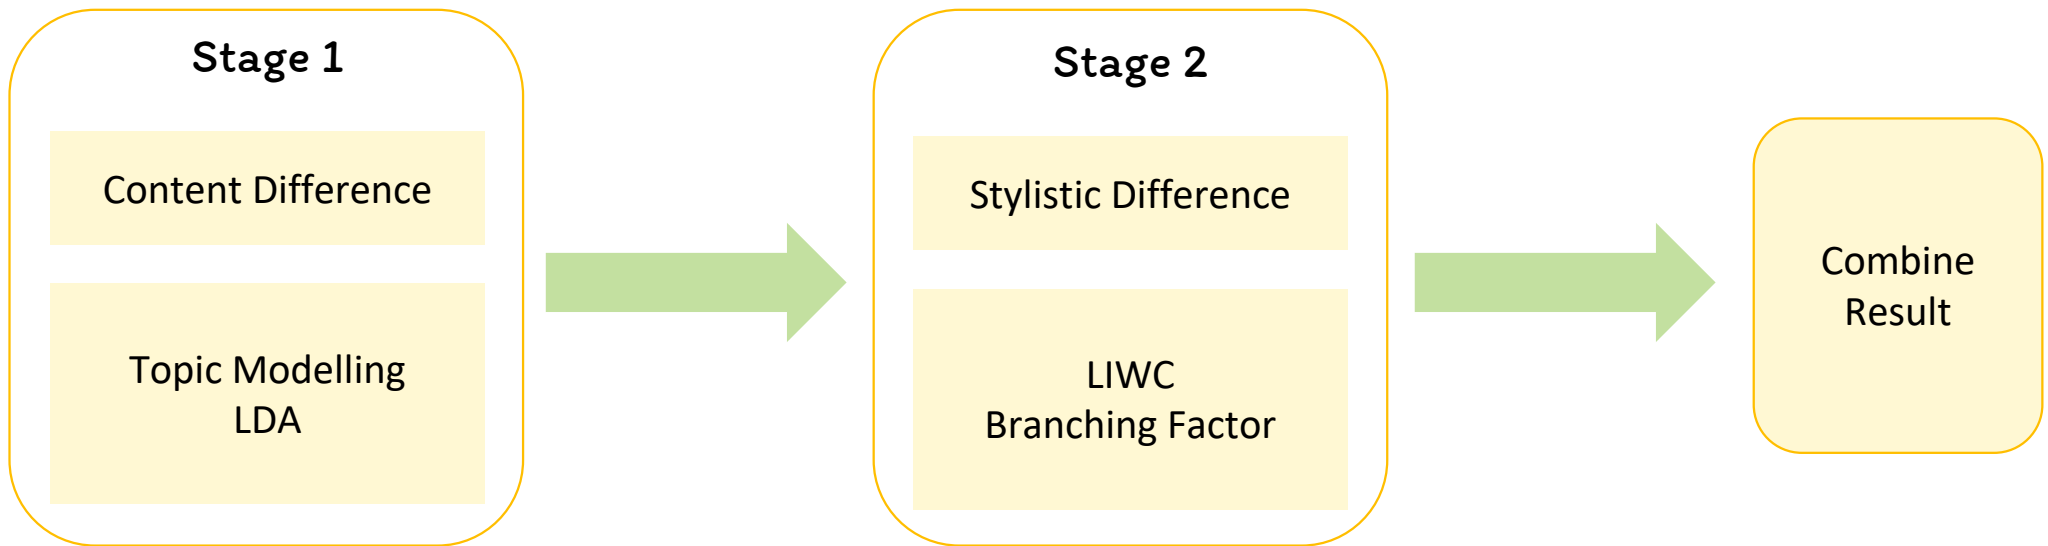 Stage 1
Content Difference
Topic Modelling
LDA
Stage 2
Stylistic Difference
LIWC
Branching Factor
Combine
Result